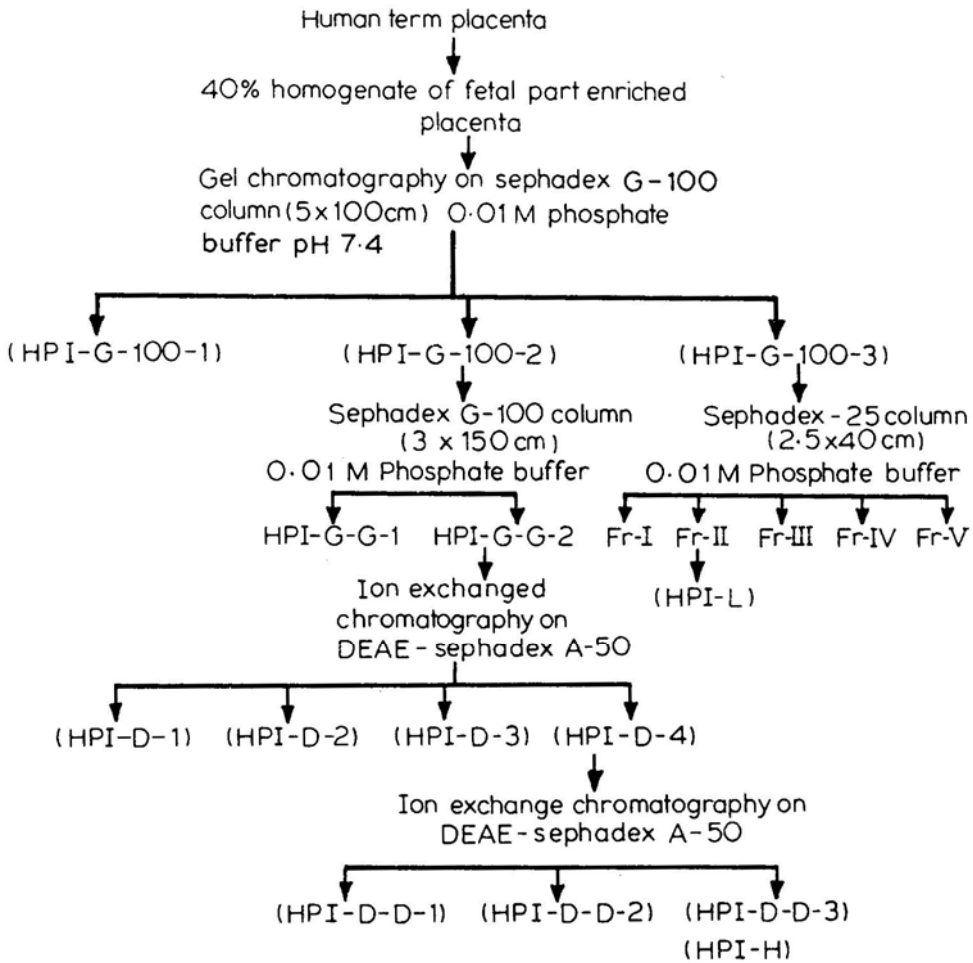 Human term placenta
40% homogenate of fetal part enriched
placenta
Gel chromatography on sephadex G-100
column (5 x 100cm) 0·01 M phosphate
buffer pH 7·4
(HPI-G-100-1)
(HPI-G-100-2)
(HPI-G-100-3)
Sephadex G-100 column
(3 x 150 cm)
0·01 M Phosphate buffer
Sephadex - 25 column
(2·5x40 cm)
0·01 M Phosphate buffer
HPI-G-G-1 HPI-G-G-2
Fr-I Fr-II Fr-III Fr-IV Fr-V
(HPI-L)
Ion exchanged
chromatography on
DEAE - sephadex A-50
(HPI-D-1) (HPI-D-2) (HPI-D-3) (HPI-D-4)
Ion exchange chromatography on
DEAE - sephadex A-50
(HPI-D-D-1) (HPI-D-D-2) (HPI-D-D-3)
(HPI-H)